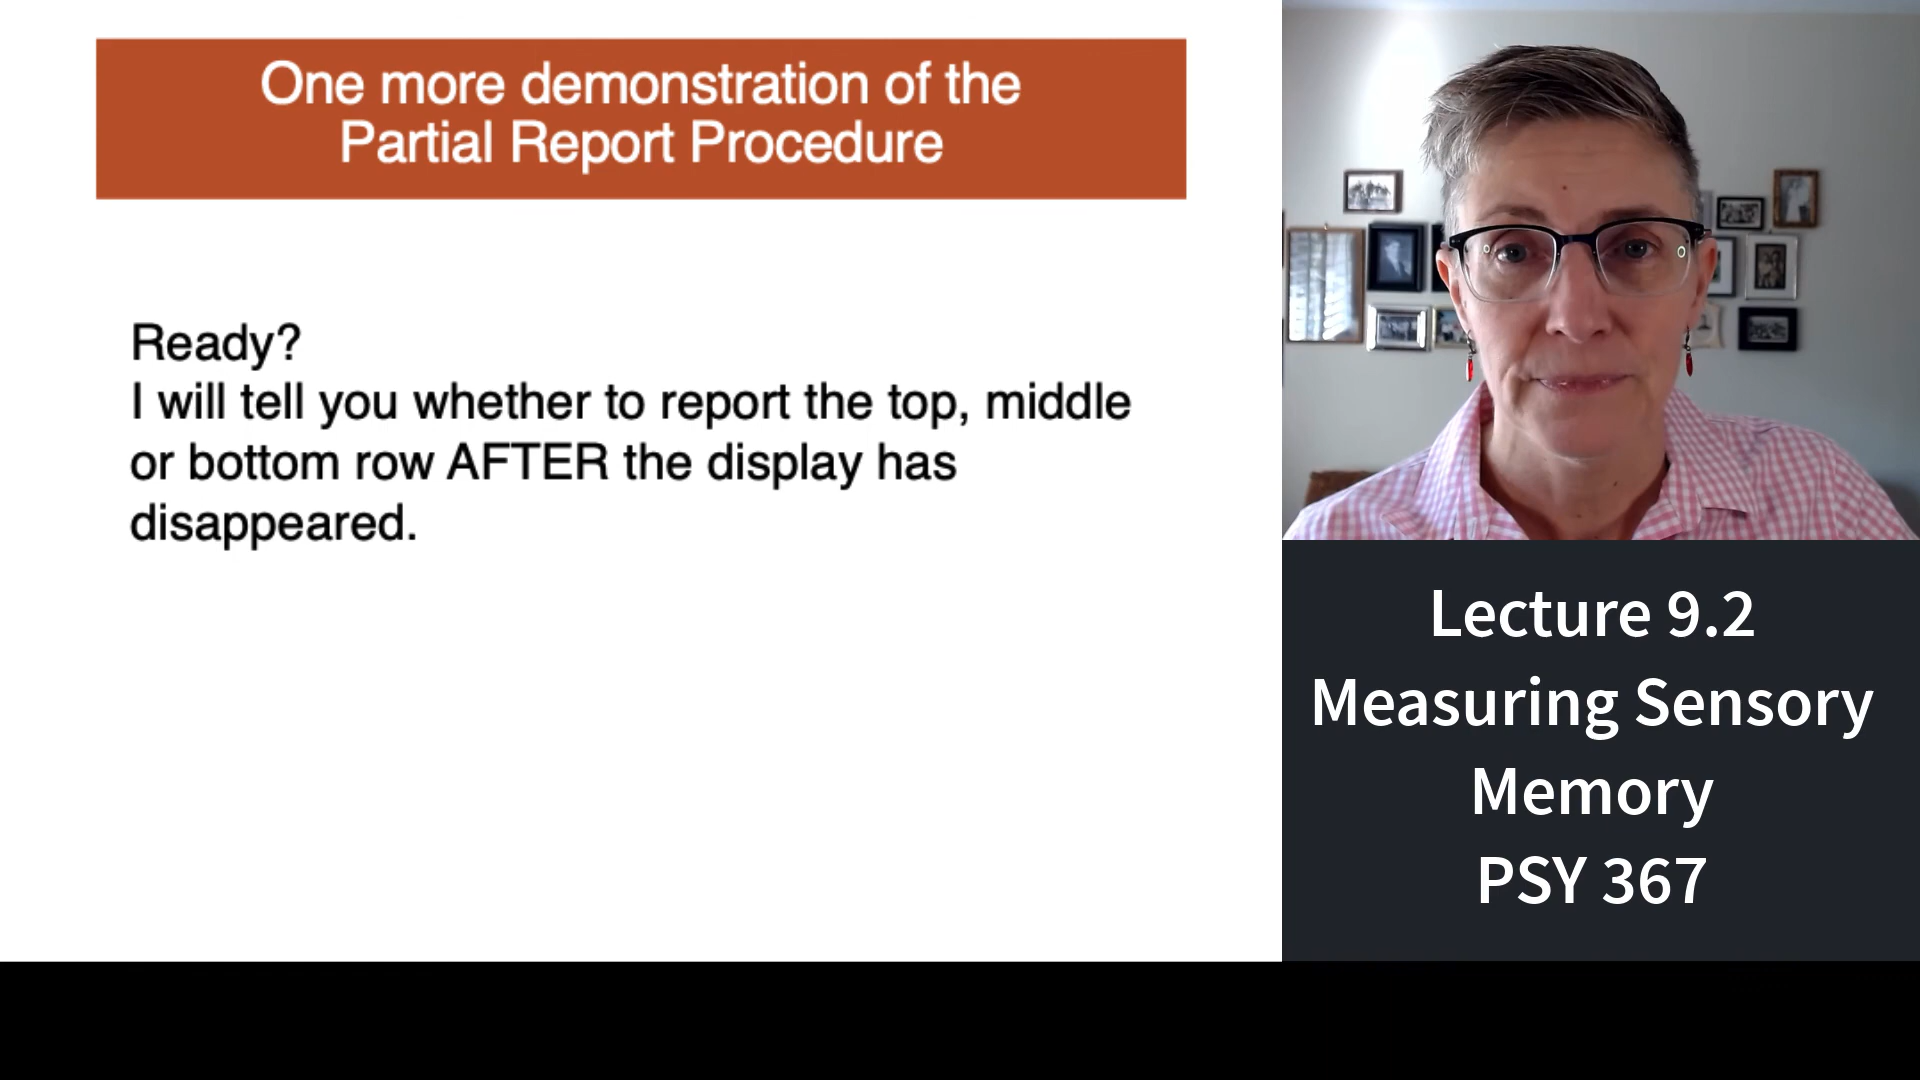 One more demonstration of the
Partial Report Procedure
Ready?
I will tell you whether to report the top, middle
or bottom row AFTER the display has
disappeared.
Lecture 9.2
Measuring Sensory
Memory
PSY 367